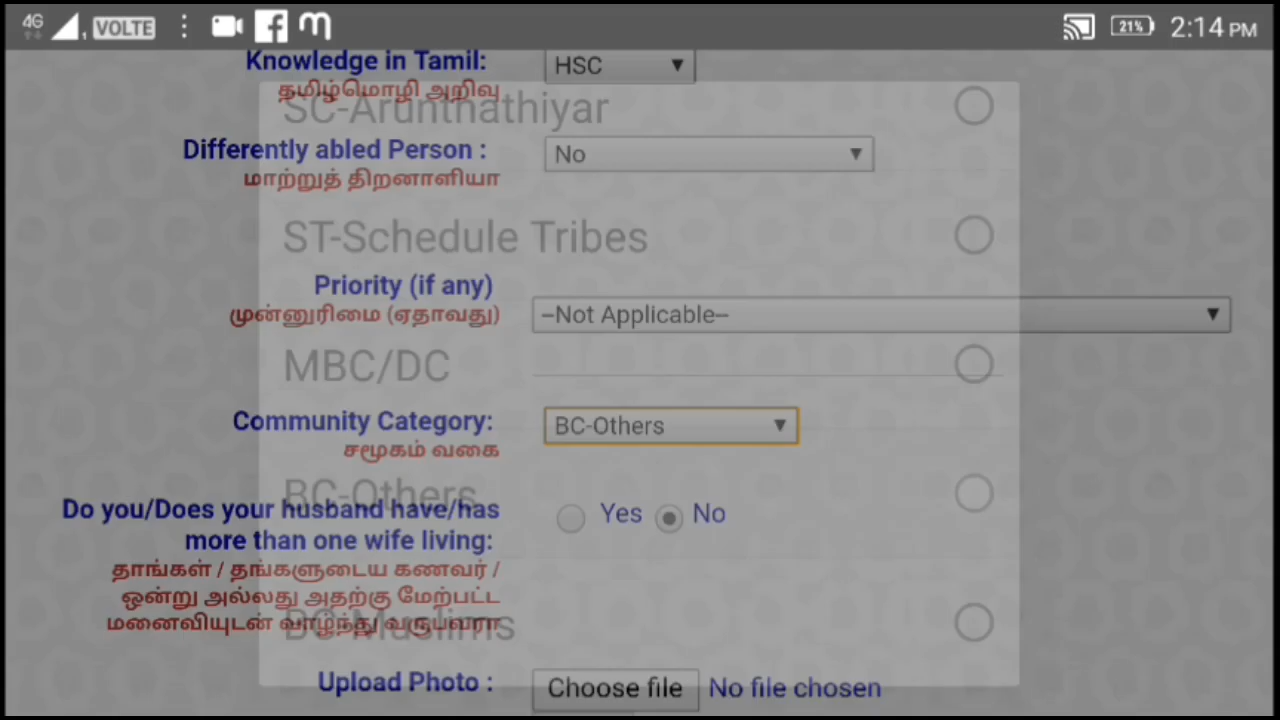 4G 1 VOLTE 21% 2:14 PM
Knowledge in Tamil: HSC
தமிழ்மொழி அறிவு
SC-Arunthathiyar
Differently abled Person : No
மாற்றுத் திறனாளியா
ST-Schedule Tribes
Priority (if any)
முன்னுரிமை (ஏதாவது) --Not Applicable--
MBC/DC
Community Category: BC-Others
சமூகம் வகை
BC-Others
Do you/Does your husband have/has Yes No
more than one wife living:
தாங்கள் / தங்களுடைய கணவர் /
ஒன்று அல்லது அதற்கு மேற்பட்ட
மனைவியுடன் வாழ்ந்து வருபவரா
BC-Muslims
Upload Photo : Choose file No file chosen